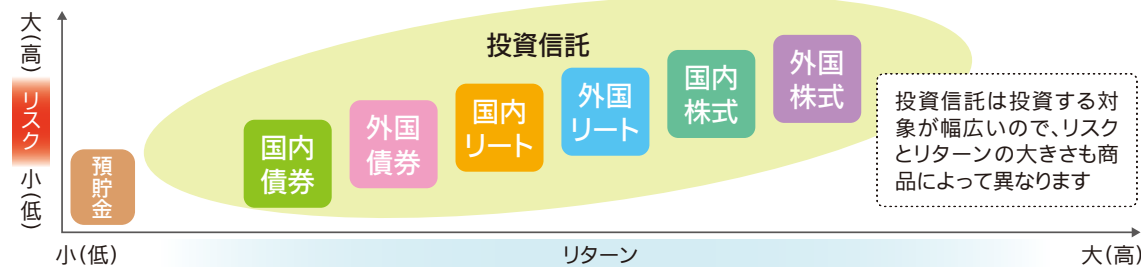 大(高)
リスク
小(低)
預貯金
投資信託
国内
債券
外国
債券
国内
リート
外国
リート
国内
株式
外国
株式
投資信託は投資する対
象が幅広いので、リスク
とリターンの大きさも商
品によって異なります
小(低)
リターン
大(高)